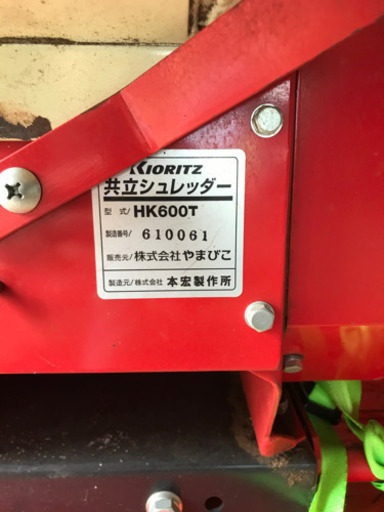 KIORITZ
共立シュレッダー
型 式/ HK600T
製造番号/ 610061
販売元/ 株式会社やまびこ
製造元/株式会社 本宏製作所